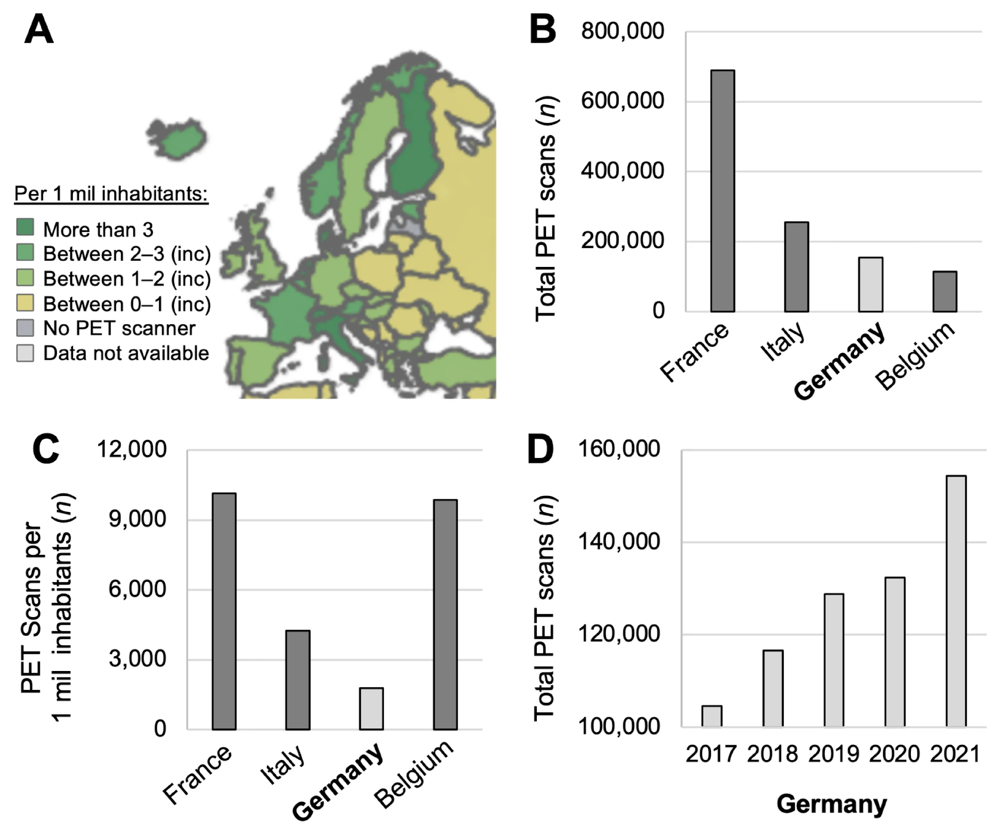 A
Per 1 mil inhabitants:
More than 3
Between 2–3 (inc)
Between 1–2 (inc)
Between 0–1 (inc)
No PET scanner
Data not available
B
Total PET scans (n)
800,000
600,000
400,000
200,000
0
France
Italy
Germany
Belgium
C
PET Scans per
1 mil inhabitants (n)
12,000
9,000
6,000
3,000
0
France
Italy
Germany
Belgium
D
Total PET scans (n)
160,000
140,000
120,000
100,000
2017 2018 2019 2020 2021
Germany